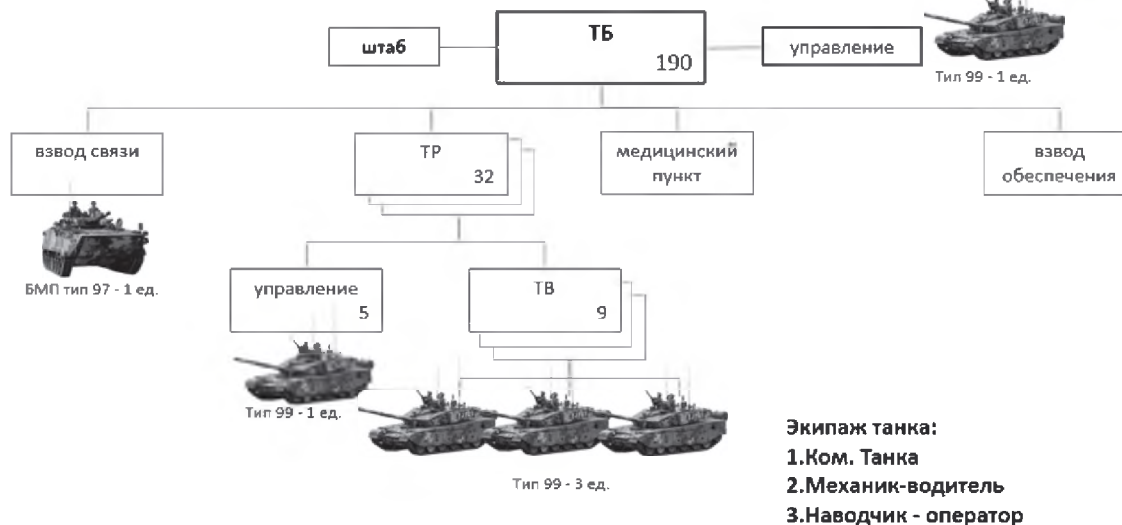 штаб
ТБ
190
управление
Тип 99 - 1 ед.
взвод связи
ТР
32
медицинский
пункт
взвод
обеспечения
БМП тип 97 - 1 ед.
управление
5
ТВ
9
Тип 99 - 1 ед.
Тип 99 - 3 ед.
Экипаж танка:
1.Ком. Танка
2.Механик-водитель
3.Наводчик - оператор